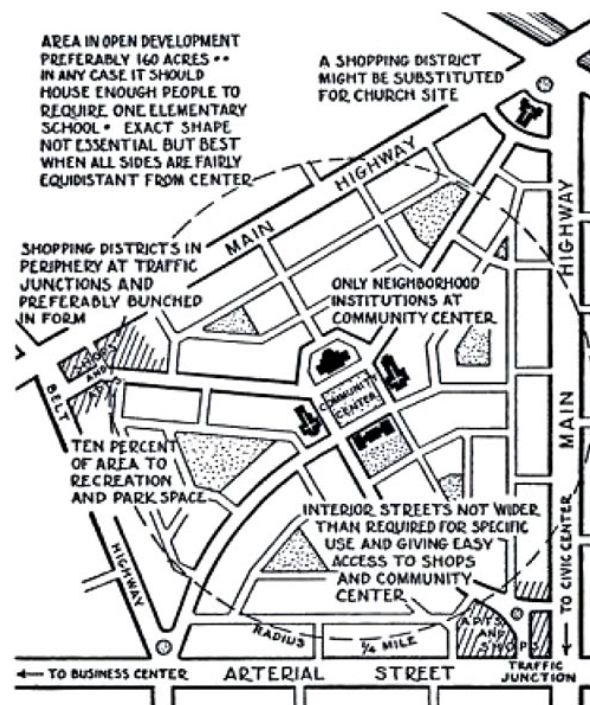 AREA IN OPEN DEVELOPMENT
PREFERABLY 160 ACRES ••
IN ANY CASE IT SHOULD
HOUSE ENOUGH PEOPLE TO
REQUIRE ONE ELEMENTARY
SCHOOL • EXACT SHAPE
NOT ESSENTIAL BUT BEST
WHEN ALL SIDES ARE FAIRLY
EQUIDISTANT FROM CENTER
A SHOPPING DISTRICT
MIGHT BE SUBSTITUTED
FOR CHURCH SITE
MAIN HIGHWAY
SHOPPING DISTRICTS IN
PERIPHERY AT TRAFFIC
JUNCTIONS AND
PREFERABLY BUNCHED
IN FORM
ONLY NEIGHBORHOOD
INSTITUTIONS AT
COMMUNITY CENTER
MAIN HIGHWAY
SHOPS
AND
BELT HIGHWAY
COMMUNITY
CENTER
TEN PERCENT
OF AREA TO
RECREATION
AND PARK SPACE
INTERIOR STREETS NOT WIDER
THAN REQUIRED FOR SPECIFIC
USE AND GIVING EASY
ACCESS TO SHOPS
AND COMMUNITY
CENTER
TO CIVIC CENTER
APTS
AND
SHOPS
RADIUS 1/4 MILE
TRAFFIC
JUNCTION
TO BUSINESS CENTER
ARTERIAL STREET